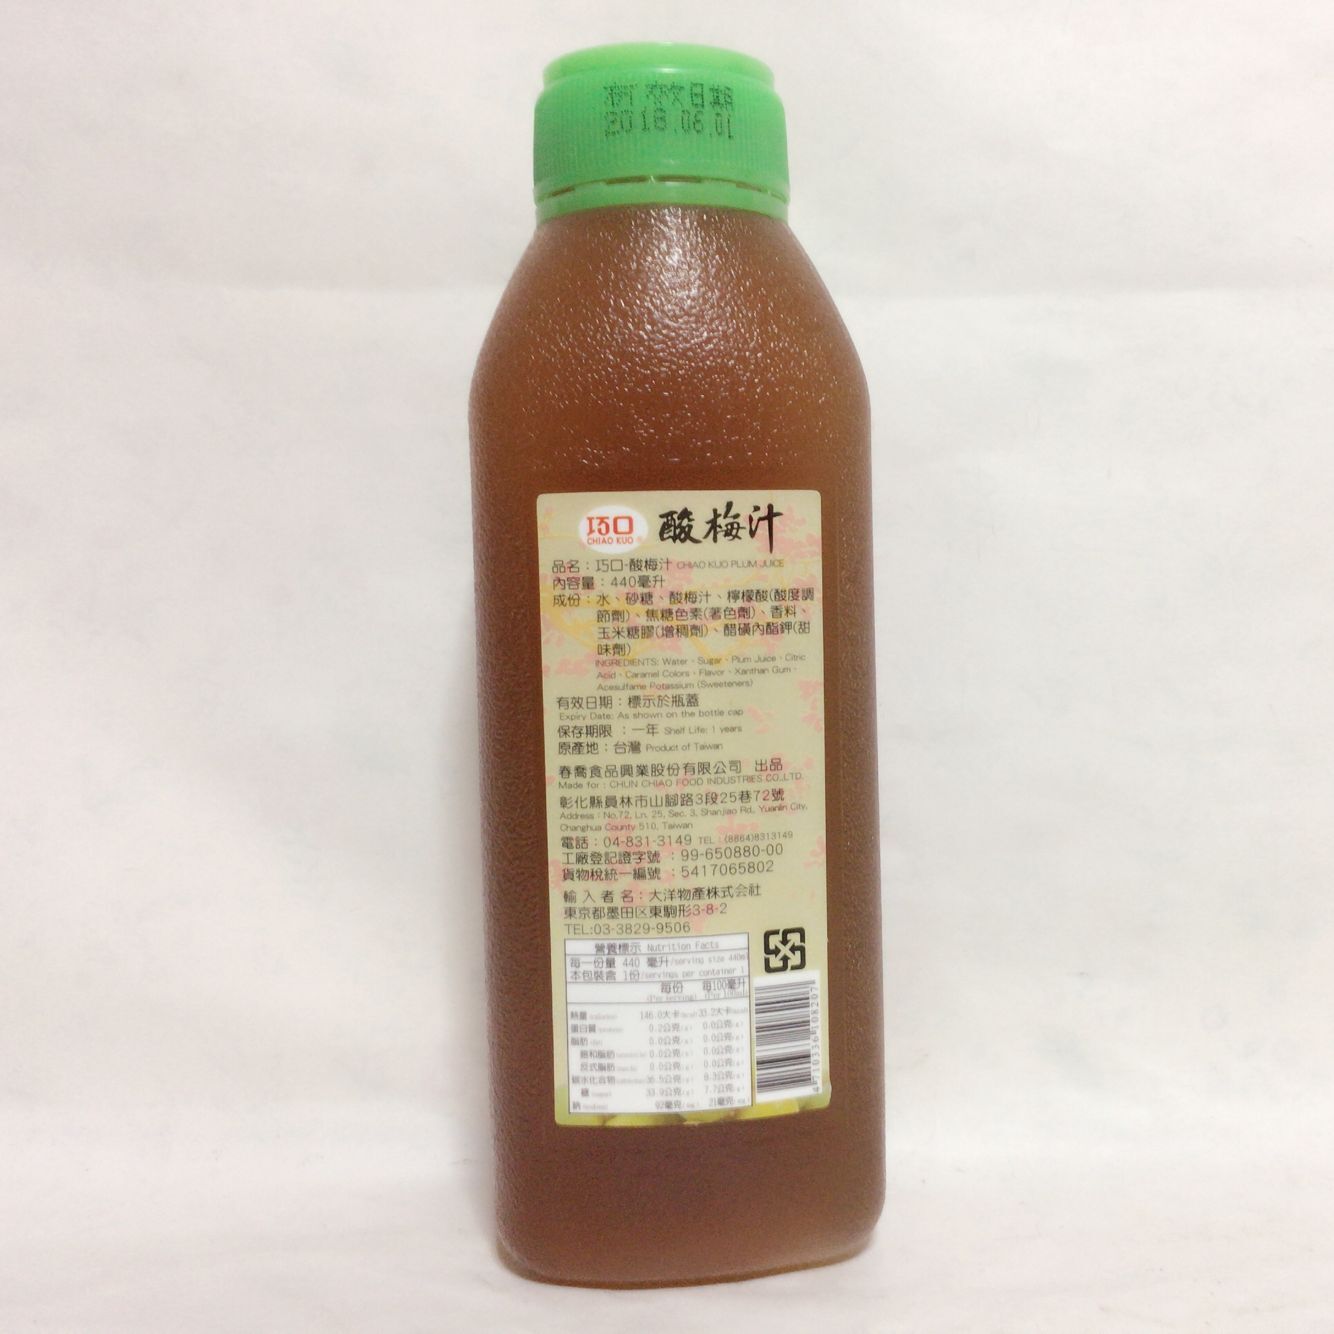 有效日期
2018.06.01
巧口
CHIAO KUO
酸梅汁
品名：巧口-酸梅汁 CHIAO KUO PLUM JUICE
內容量：440毫升
成份：水、砂糖、酸梅汁、檸檬酸(酸度調
節劑)、焦糖色素(著色劑)、香料、
玉米糖膠(增稠劑)、醋磺內酯鉀(甜
味劑)
INGREDIENTS: Water、Sugar、Plum Juice、Citric
Acid、Caramel Colors、Flavor、Xanthan Gum、
Acesulfame Potassium (Sweeteners)
有效日期：標示於瓶蓋
Expiry Date: As shown on the bottle cap
保存期限：一年 Shelf Life: 1 years
原產地：台灣 Product of Taiwan
春喬食品興業股份有限公司 出品
Made for : CHUN CHIAO FOOD INDUSTRIES CO.,LTD.
彰化縣員林市山腳路3段25巷72號
Address : No.72, Ln. 25, Sec. 3, Shanjiao Rd., Yuanlin City,
Changhua County 510, Taiwan
電話：04-831-3149 TEL : (8864)8313149
工廠登記證字號：99-650880-00
貨物稅統一編號：5417065802
輸入者名：大洋物產株式会社
東京都墨田区東駒形3-8-2
TEL:03-3829-9506
營養標示 Nutrition Facts
每一份量 440 毫升/serving size 440ml
本包裝含 1份/servings per container 1
每份 每100毫升
(Per serving) (Per 100ml)
熱量 146.0大卡 33.2大卡
蛋白質 0.2公克(g) 0.0公克(g)
脂肪 0.0公克(g) 0.0公克(g)
飽和脂肪 0.0公克(g) 0.0公克(g)
反式脂肪 0.0公克(g) 0.0公克(g)
碳水化合物 36.5公克(g) 8.3公克(g)
糖 33.9公克(g) 7.7公克(g)
鈉 92毫克(mg) 21毫克(mg)
4710336108207